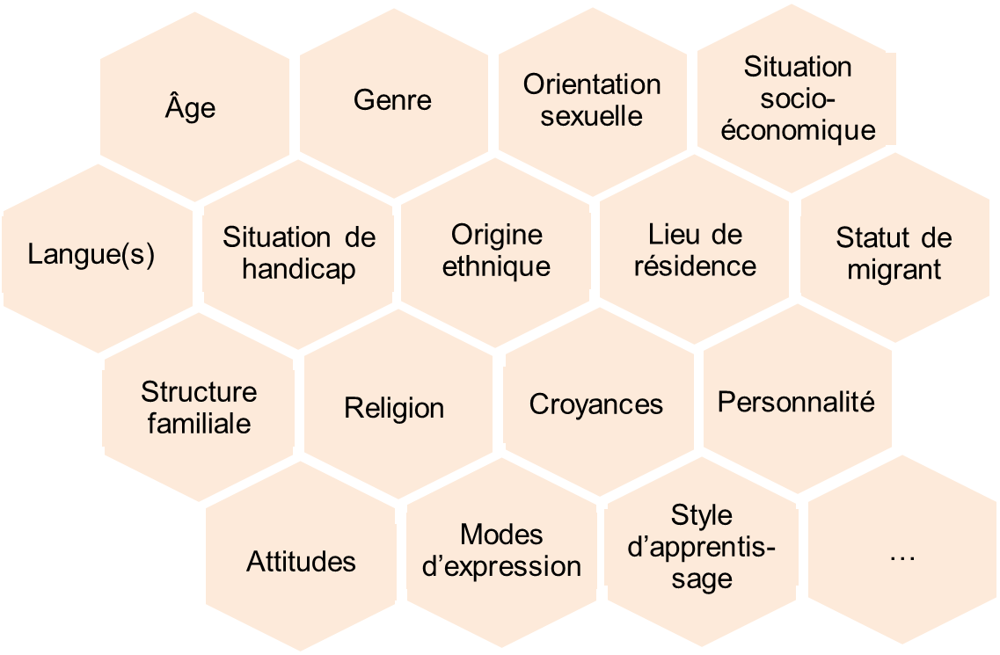 Âge
Genre
Orientation
sexuelle
Situation
socio-
économique
Langue(s)
Situation de
handicap
Origine
ethnique
Lieu de
résidence
Statut de
migrant
Structure
familiale
Religion
Croyances
Personnalité
Attitudes
Modes
d’expression
Style
d’apprentis-
sage
…